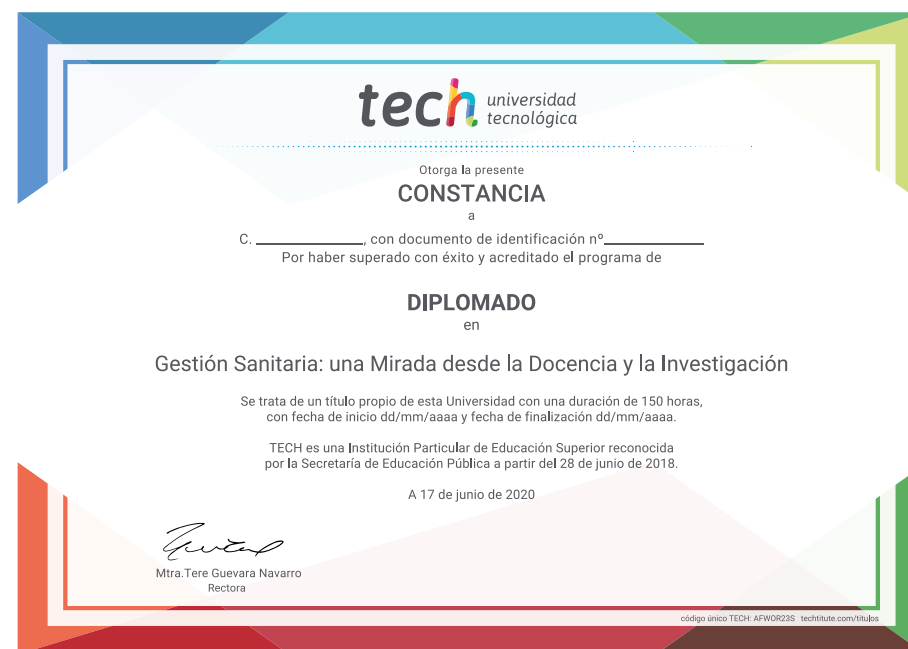 tech universidad
tecnológica
Otorga la presente
CONSTANCIA
a
C. ____________, con documento de identificación nº____________
Por haber superado con éxito y acreditado el programa de
DIPLOMADO
en
Gestión Sanitaria: una Mirada desde la Docencia y la Investigación
Se trata de un título propio de esta Universidad con una duración de 150 horas,
con fecha de inicio dd/mm/aaaa y fecha de finalización dd/mm/aaaa.
TECH es una Institución Particular de Educación Superior reconocida
por la Secretaría de Educación Pública a partir del 28 de junio de 2018.
A 17 de junio de 2020
Mtra.Tere Guevara Navarro
Rectora
código único TECH: AFWOR23S techtitute.com/titulos